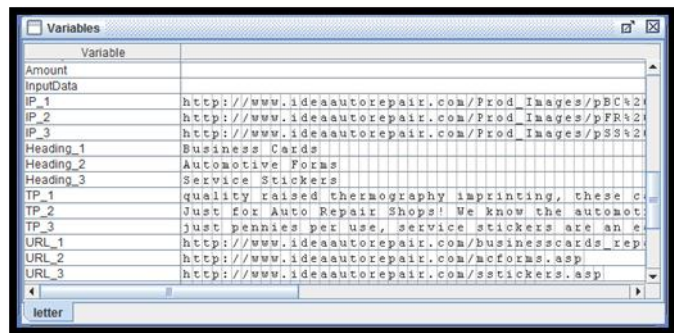 Variables
Variable
Amount
InputData
IP_1 http://www.ideaautorepair.com/Prod_Images/pBC%20
IP_2 http://www.ideaautorepair.com/Prod_Images/pFR%20
IP_3 http://www.ideaautorepair.com/Prod_Images/pSS%20
Heading_1 Business Cards
Heading_2 Automotive Forms
Heading_3 Service Stickers
TP_1 quality raised thermography imprinting, these
TP_2 Just for Auto Repair Shops! We know the automot
TP_3 just pennies per use, service stickers are an
URL_1 http://www.ideaautorepair.com/businesscards_rep
URL_2 http://www.ideaautorepair.com/mcforms.asp
URL_3 http://www.ideaautorepair.com/sstickers.asp
letter